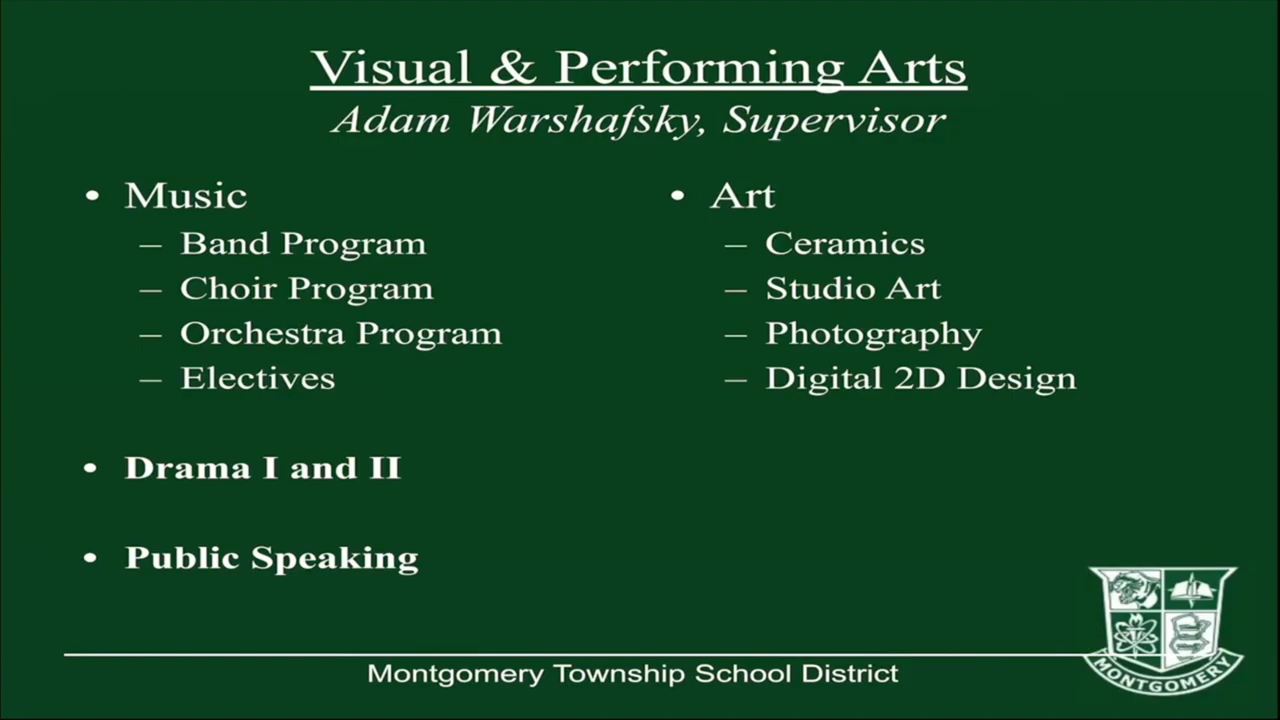 Visual & Performing Arts
Adam Warshafsky, Supervisor
• Music
– Band Program
– Choir Program
– Orchestra Program
– Electives
• Drama I and II
• Public Speaking
• Art
– Ceramics
– Studio Art
– Photography
– Digital 2D Design
Montgomery Township School District
MONTGOMERY